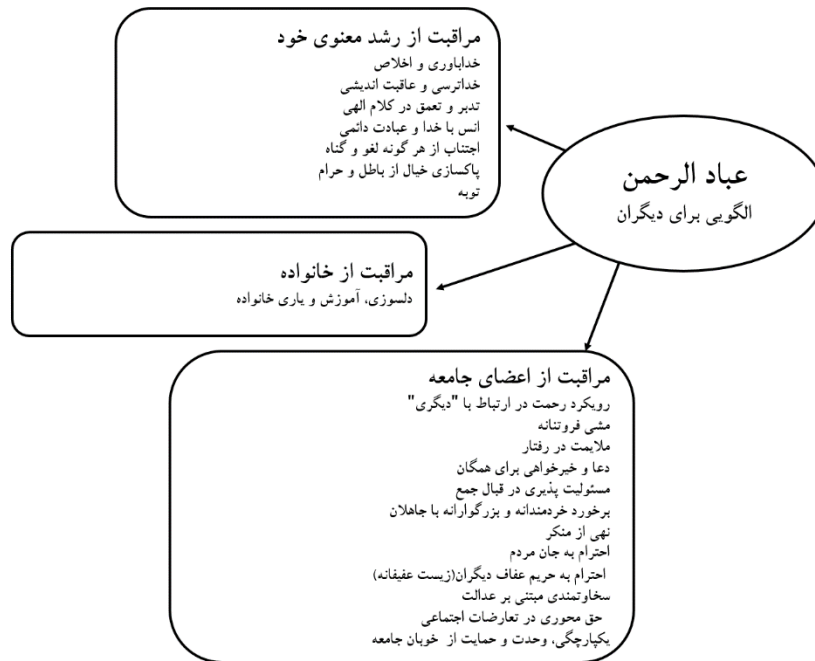 عباد الرحمن
الگویی برای دیگران
مراقبت از رشد معنوی خود
خداباوری و اخلاص
خداترسی و عاقبت اندیشی
تدبر و تعمق در کلام الهی
انس با خدا و عبادت دائمی
اجتناب از هر گونه لغو و گناه
پاکسازی خیال از باطل و حرام
توبه
مراقبت از خانواده
دلسوزی، آموزش و یاری خانواده
مراقبت از اعضای جامعه
رویکرد رحمت در ارتباط با "دیگری"
مشی فروتنانه
ملایمت در رفتار
دعا و خیرخواهی برای همگان
مسئولیت پذیری در قبال جمع
برخورد خردمندانه و بزرگوارانه با جاهلان
نهی از منکر
احترام به جان مردم
احترام به حریم عفاف دیگران(زیست عفیفانه)
سخاوتمندی مبتنی بر عدالت
حق محوری در تعارضات اجتماعی
یکپارچگی، وحدت و حمایت از خوبان جامعه